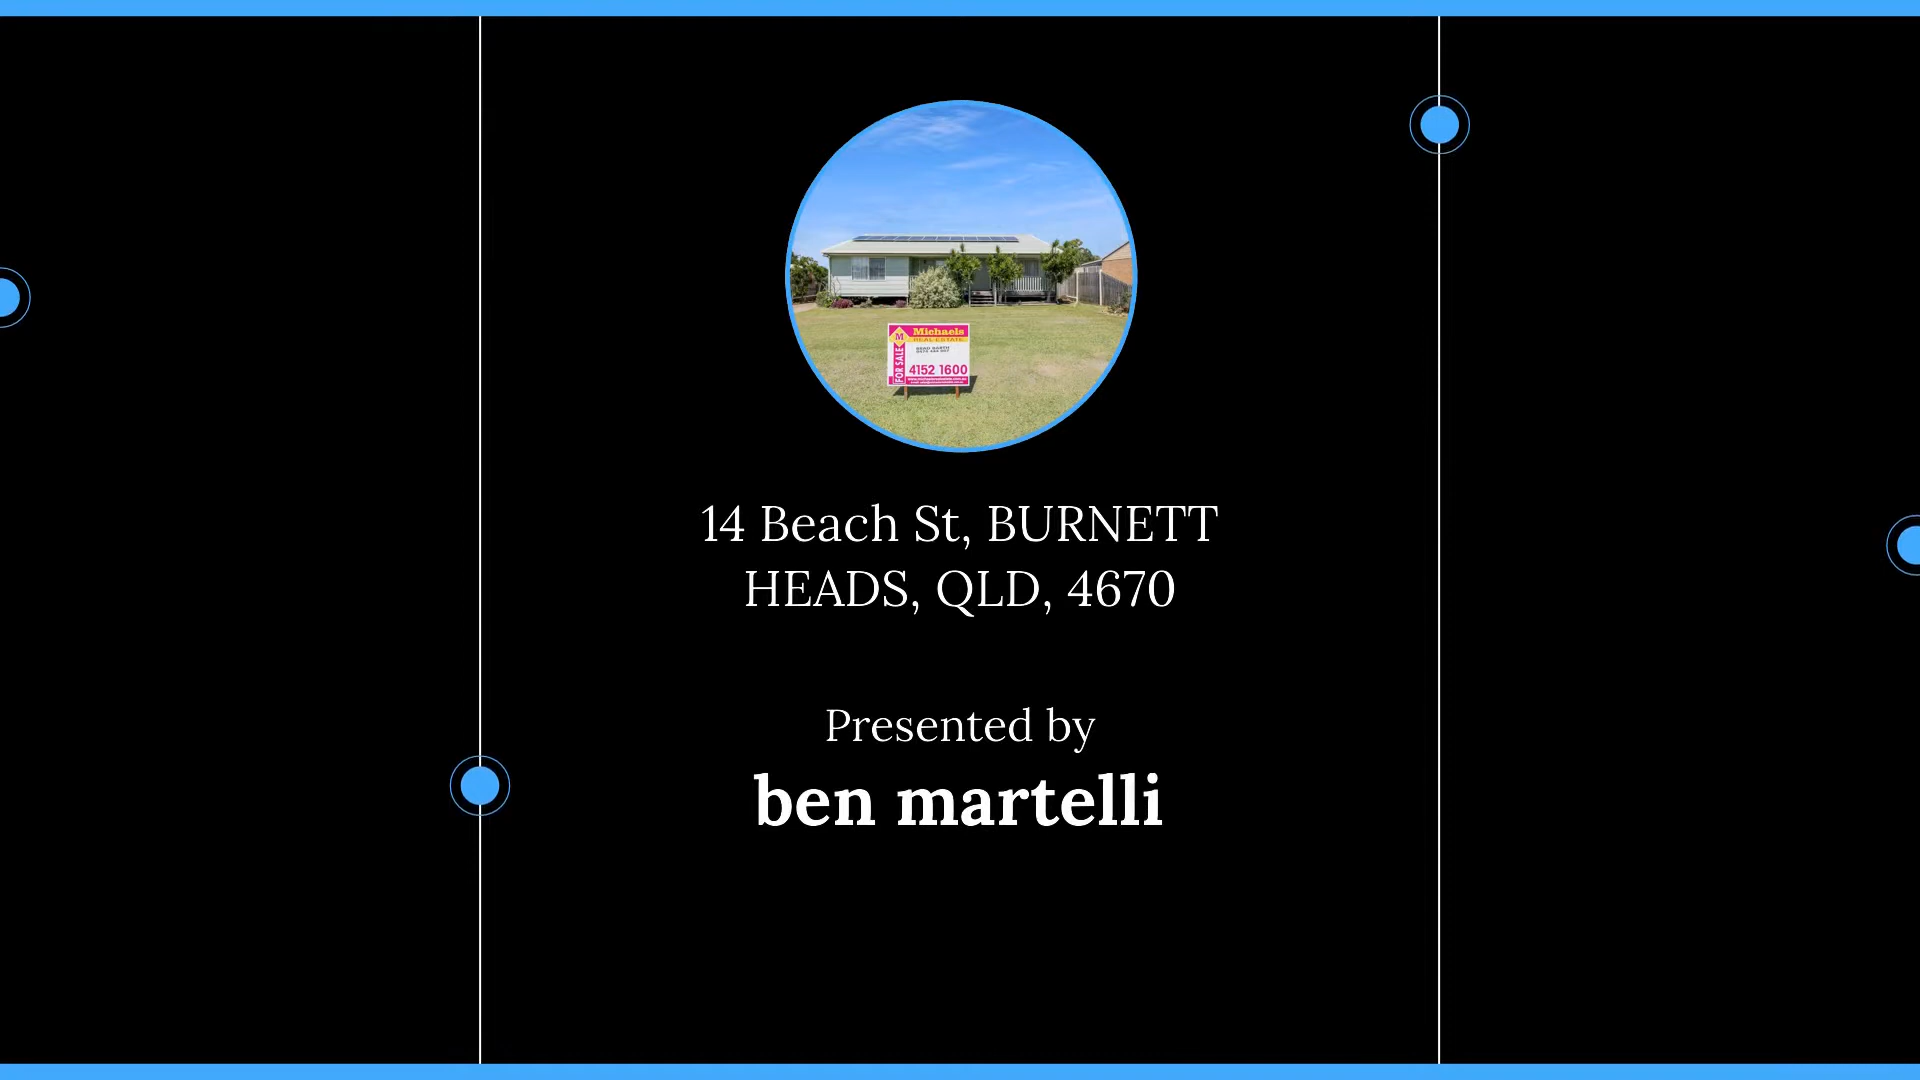 Michaels
REAL ESTATE
FOR SALE
4152 1600
14 Beach St, BURNETT
HEADS, QLD, 4670
Presented by
ben martelli